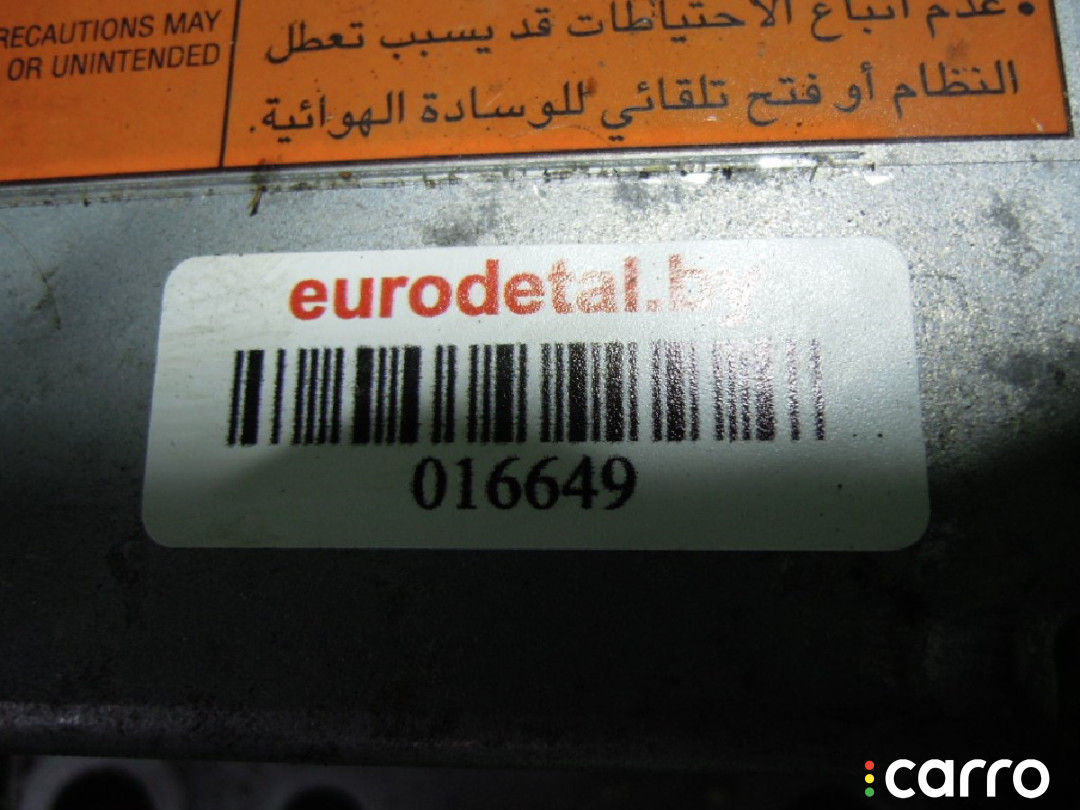 RECAUTIONS MAY
OR UNINTENDED
• عدم اتباع الاحتياطات قد يسبب تعطل
النظام أو فتح تلقائي للوسادة الهوائية.
eurodetal.by
016649
carro